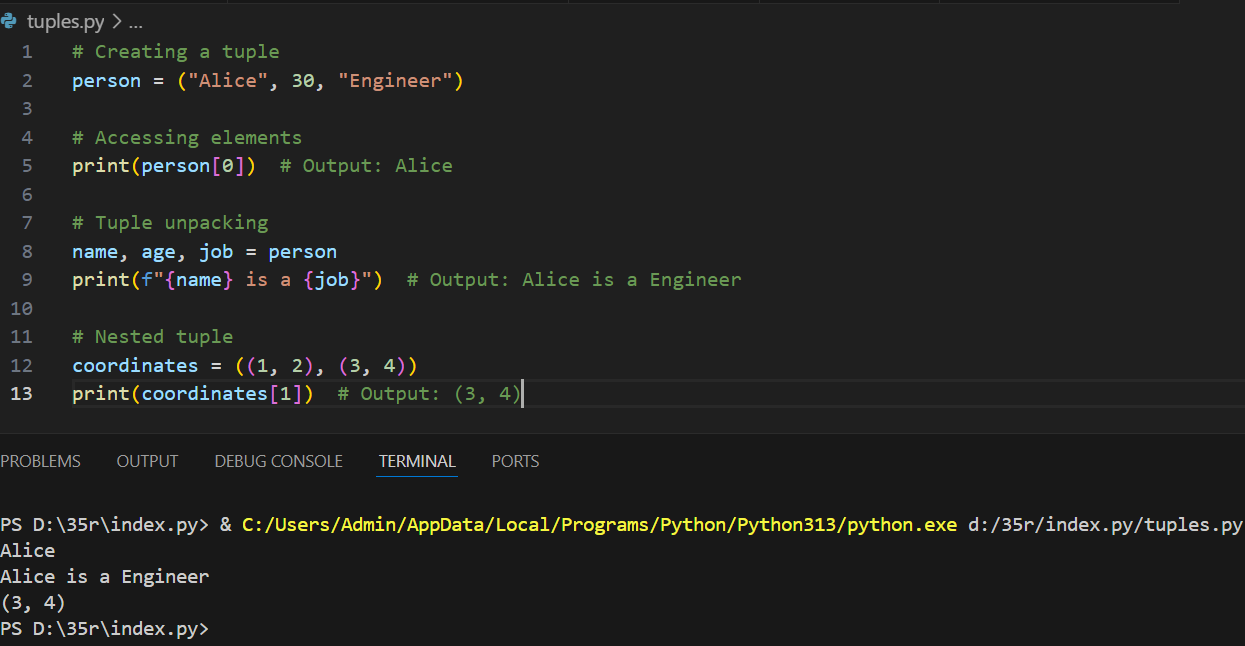 tuples.py > ...
1 # Creating a tuple
2 person = ("Alice", 30, "Engineer")
3
4 # Accessing elements
5 print(person[0])  # Output: Alice
6
7 # Tuple unpacking
8 name, age, job = person
9 print(f"{name} is a {job}")  # Output: Alice is a Engineer
10
11 # Nested tuple
12 coordinates = ((1, 2), (3, 4))
13 print(coordinates[1])  # Output: (3, 4)
PROBLEMS OUTPUT DEBUG CONSOLE TERMINAL PORTS
PS D:\35r\index.py> & C:/Users/Admin/AppData/Local/Programs/Python/Python313/python.exe d:/35r/index.py/tuples.py
Alice
Alice is a Engineer
(3, 4)
PS D:\35r\index.py>